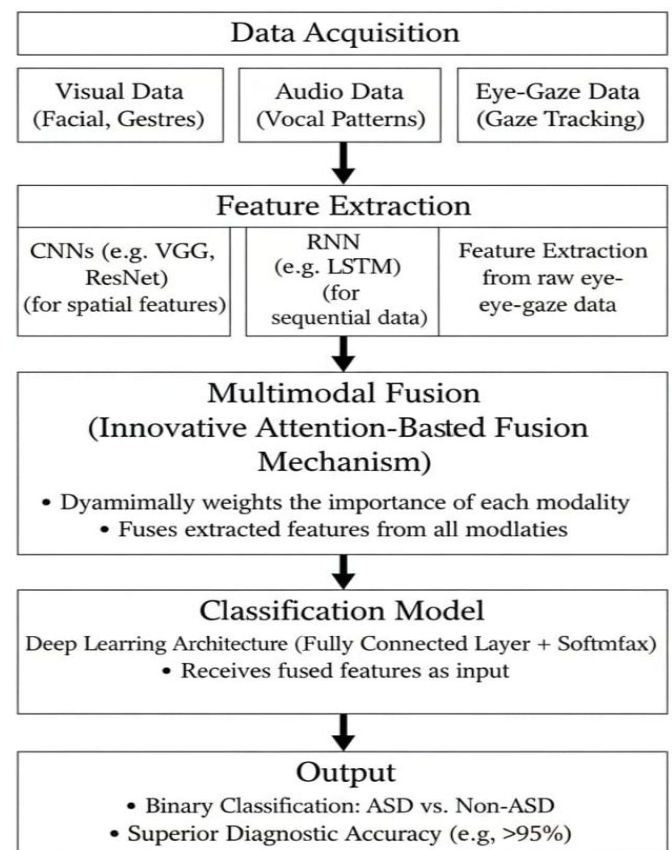 Data Acquisition
Visual Data
(Facial, Gestres)
Audio Data
(Vocal Patterns)
Eye-Gaze Data
(Gaze Tracking)
Feature Extraction
CNNs (e.g. VGG,
ResNet)
(for spatial features)
RNN
(e.g. LSTM)
(for
sequential data)
Feature Extraction
from raw eye-
eye-gaze data
Multimodal Fusion
(Innovative Attention-Basted Fusion
Mechanism)
• Dyamimally weights the importance of each modality
• Fuses extracted features from all modlaties
Classification Model
Deep Learning Architecture (Fully Connected Layer + Softmfax)
• Receives fused features as input
Output
• Binary Classification: ASD vs. Non-ASD
• Superior Diagnostic Accuracy (e.g, >95%)